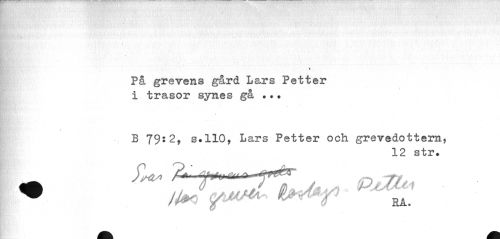 På grevens gård Lars Petter
i trasor synes gå ...
B 79:2, s.110, Lars Petter och grevedottern,
12 str.
Svar På grevens gods
Hos greven Roslags-Petter
RA.